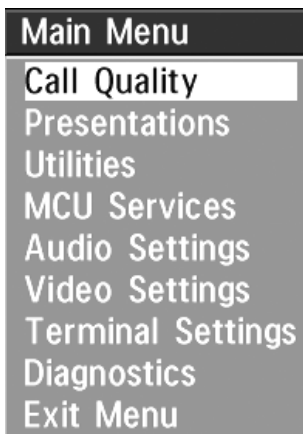 Main Menu
Call Quality
Presentations
Utilities
MCU Services
Audio Settings
Video Settings
Terminal Settings
Diagnostics
Exit Menu